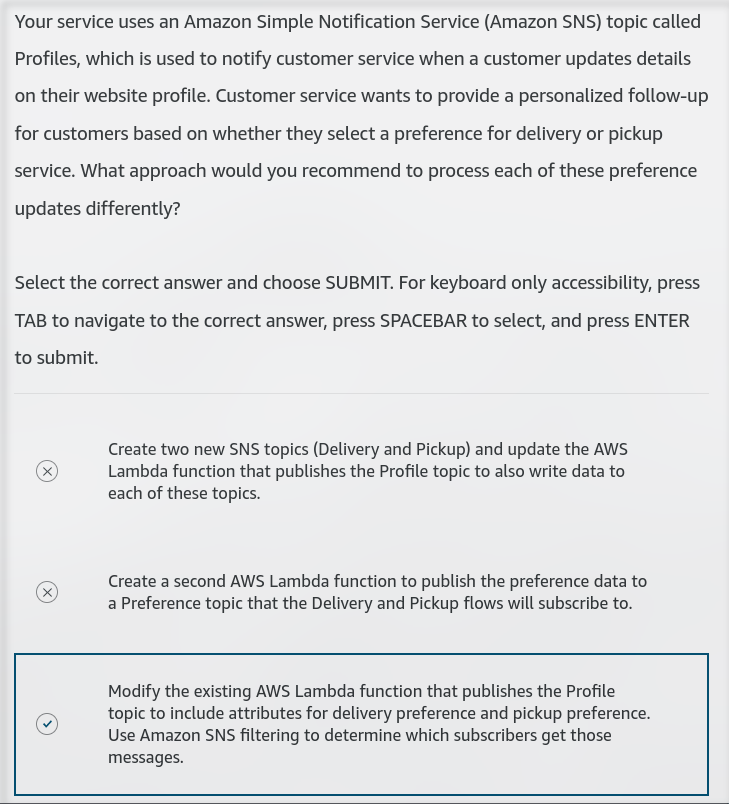 Your service uses an Amazon Simple Notification Service (Amazon SNS) topic called
Profiles, which is used to notify customer service when a customer updates details
on their website profile. Customer service wants to provide a personalized follow-up
for customers based on whether they select a preference for delivery or pickup
service. What approach would you recommend to process each of these preference
updates differently?
Select the correct answer and choose SUBMIT. For keyboard only accessibility, press
TAB to navigate to the correct answer, press SPACEBAR to select, and press ENTER
to submit.
Create two new SNS topics (Delivery and Pickup) and update the AWS
Lambda function that publishes the Profile topic to also write data to
each of these topics.
Create a second AWS Lambda function to publish the preference data to
a Preference topic that the Delivery and Pickup flows will subscribe to.
Modify the existing AWS Lambda function that publishes the Profile
topic to include attributes for delivery preference and pickup preference.
Use Amazon SNS filtering to determine which subscribers get those
messages.